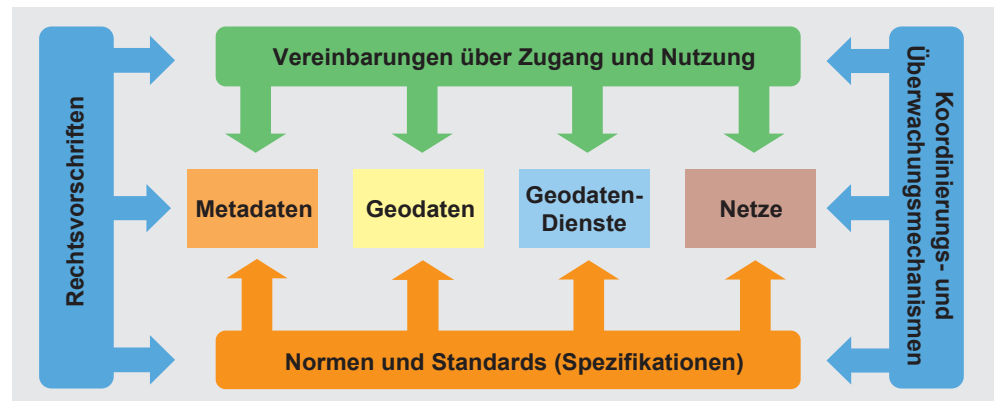 Rechtsvorschriften
Vereinbarungen über Zugang und Nutzung
Metadaten
Geodaten
Geodaten-
Dienste
Netze
Normen und Standards (Spezifikationen)
Koordinierungs- und
Überwachungsmechanismen